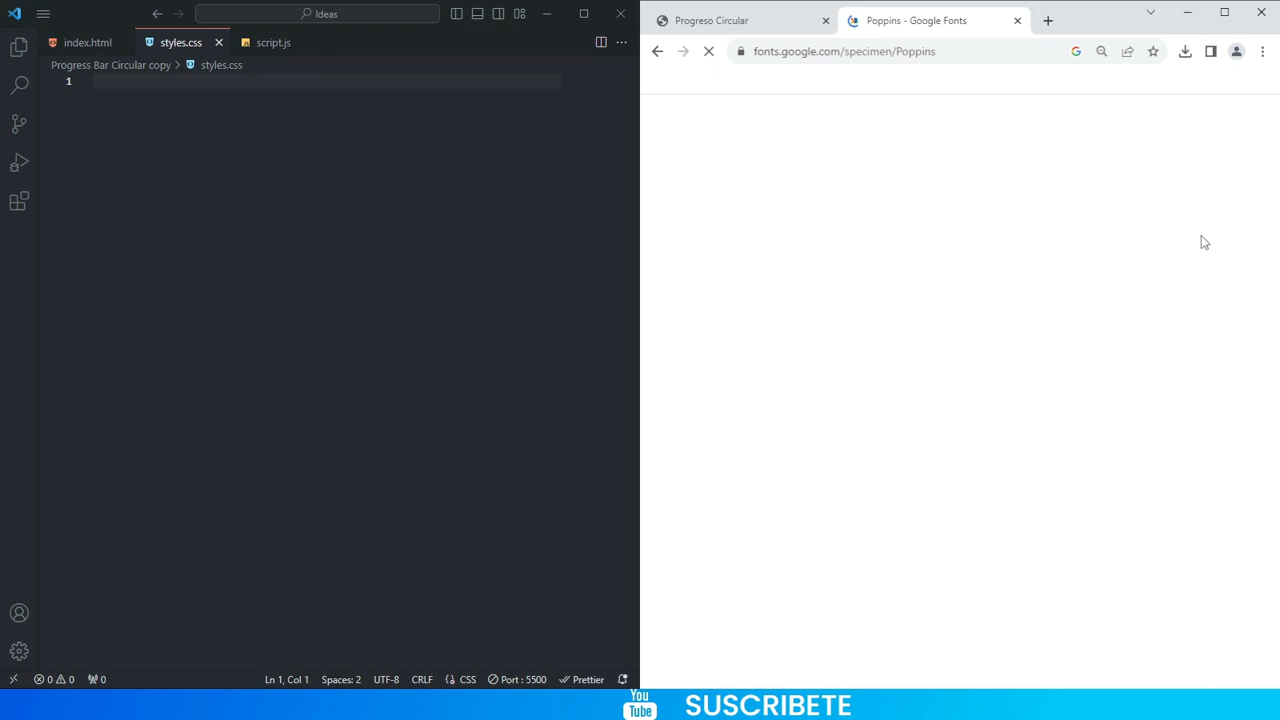 Ideas
index.html
styles.css
script.js
Progress Bar Circular copy > styles.css
1
0 0
0
Ln 1, Col 1
Spaces: 2
UTF-8
CRLF
CSS
Port : 5500
Prettier
Progreso Circular
Poppins - Google Fonts
fonts.google.com/specimen/Poppins
You
Tube
SUSCRIBETE